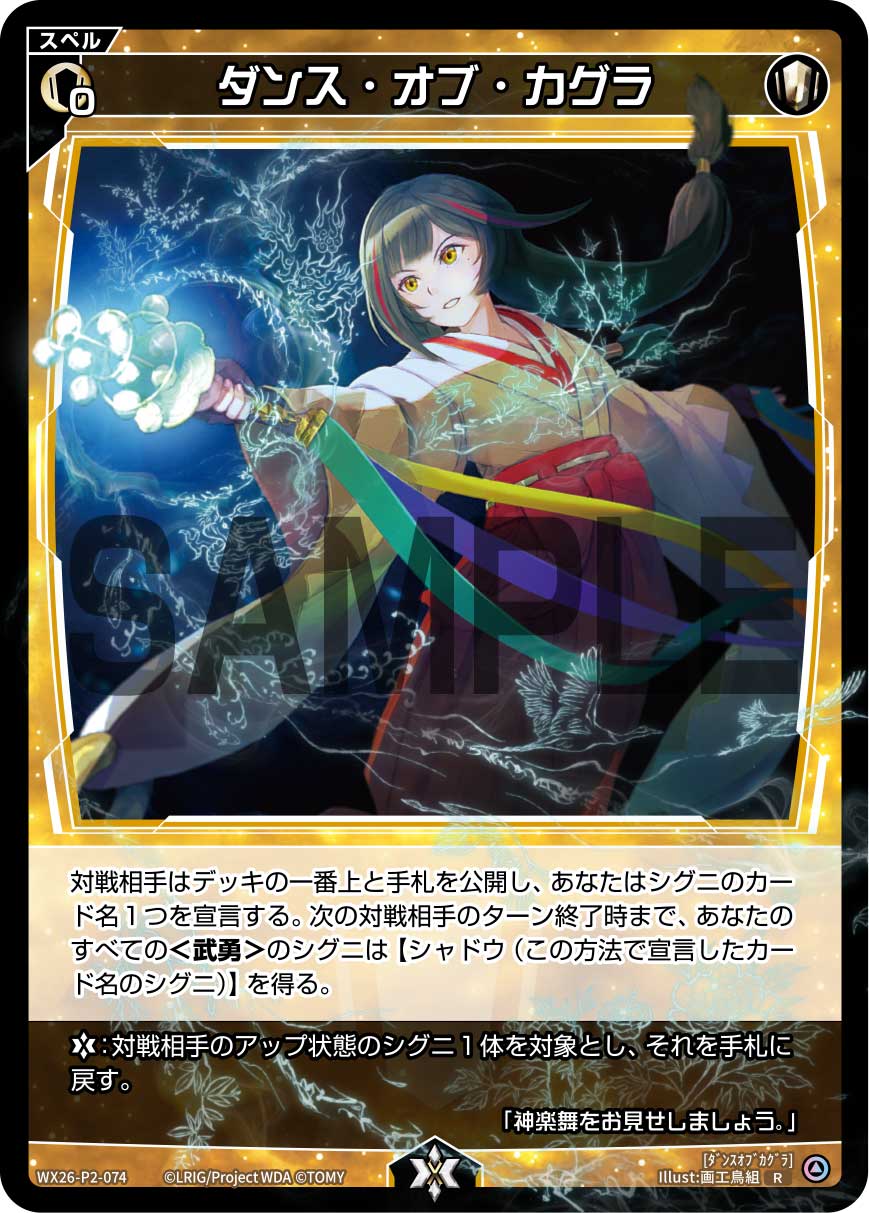 スペル
0
ダンス・オブ・カグラ
SAMPLE
対戦相手はデッキの一番上と手札を公開し、あなたはシグニのカー
ド名１つを宣言する。次の対戦相手のターン終了時まで、あなたの
すべての＜武勇＞のシグニは【シャドウ（この方法で宣言したカー
ド名のシグニ）】を得る。
：対戦相手のアップ状態のシグニ１体を対象とし、それを手札に
戻す。
「神楽舞をお見せしましょう。」
[ﾀﾞﾝｽｵﾌﾞｶｸﾞﾗ]
WX26-P2-074 ©LRIG/Project WDA ©TOMY Illust:画工鳥組 R